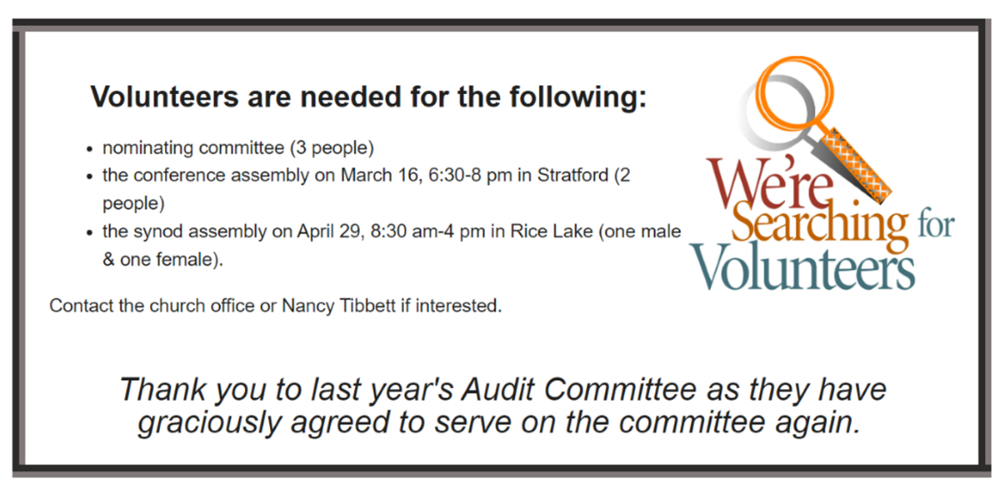 Volunteers are needed for the following:
• nominating committee (3 people)
• the conference assembly on March 16, 6:30-8 pm in Stratford (2
people)
• the synod assembly on April 29, 8:30 am-4 pm in Rice Lake (one male
& one female).
Contact the church office or Nancy Tibbett if interested.
We're
Searching for
Volunteers
Thank you to last year's Audit Committee as they have
graciously agreed to serve on the committee again.